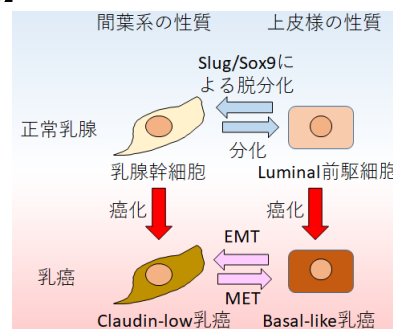 間葉系の性質
上皮様の性質
Slug/Sox9に
よる脱分化
正常乳腺
分化
乳腺幹細胞
Luminal前駆細胞
癌化
癌化
EMT
乳癌
MET
Claudin-low乳癌
Basal-like乳癌